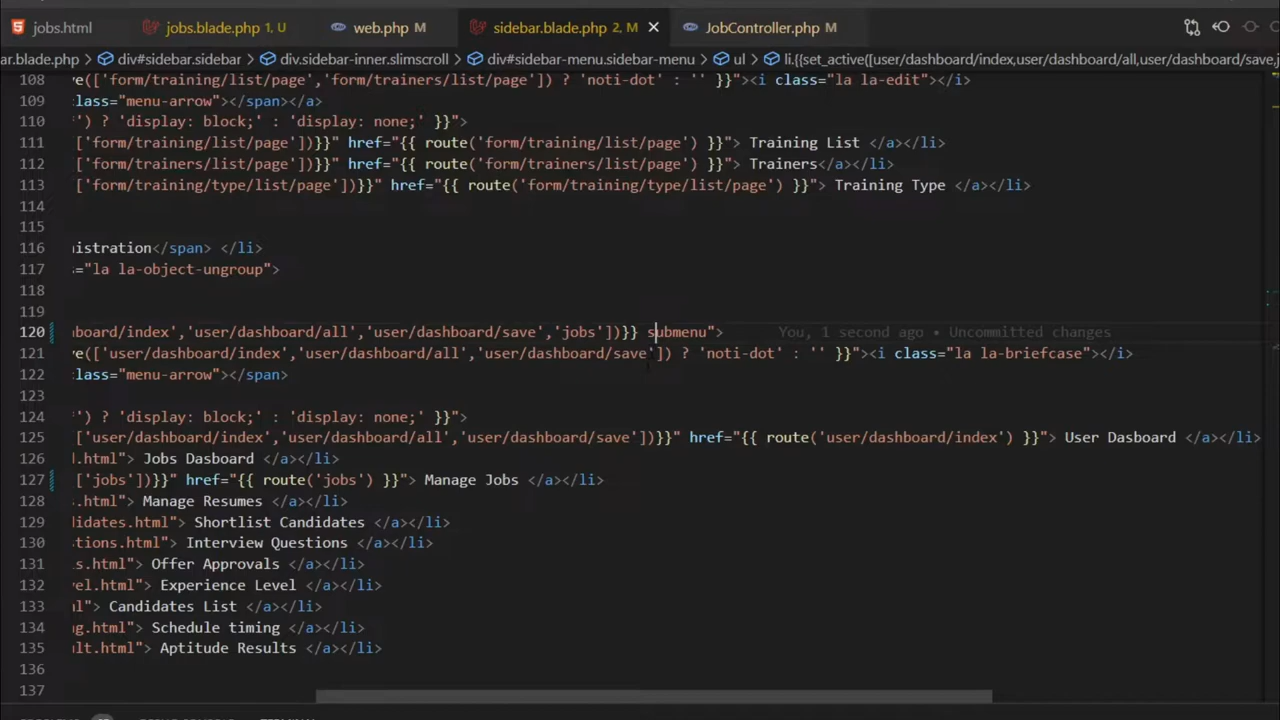 jobs.html jobs.blade.php 1, U web.php M sidebar.blade.php 2, M JobController.php M
ar.blade.php > div#sidebar.sidebar > div.sidebar-inner.slimscroll > div#sidebar-menu.sidebar-menu > ul > li.{{set_active([user/dashboard/index,user/dashboard/all,user/dashboard/save,j
108 ve(['form/training/list/page','form/trainers/list/page']) ? 'noti-dot' : '' }}"><i class="la la-edit"></i>
109 lass="menu-arrow"></span></a>
110 /') ? 'display: block;' : 'display: none;' }}">
111 ['form/training/list/page'])}}" href="{{ route('form/training/list/page') }}"> Training List </a></li>
112 ['form/trainers/list/page'])}}" href="{{ route('form/trainers/list/page') }}"> Trainers</a></li>
113 ['form/training/type/list/page'])}}" href="{{ route('form/training/type/list/page') }}"> Training Type </a></li>
114
115
116 nistration</span> </li>
117 ="la la-object-ungroup">
118
119
120 board/index','user/dashboard/all','user/dashboard/save','jobs'])}} submenu"> You, 1 second ago • Uncommitted changes
121 ve(['user/dashboard/index','user/dashboard/all','user/dashboard/save']) ? 'noti-dot' : '' }}"><i class="la la-briefcase"></i>
122 lass="menu-arrow"></span>
123
124 /') ? 'display: block;' : 'display: none;' }}">
125 ['user/dashboard/index','user/dashboard/all','user/dashboard/save'])}}" href="{{ route('user/dashboard/index') }}"> User Dasboard </a></li>
126 d.html"> Jobs Dasboard </a></li>
127 ['jobs'])}}" href="{{ route('jobs') }}"> Manage Jobs </a></li>
128 s.html"> Manage Resumes </a></li>
129 didates.html"> Shortlist Candidates </a></li>
130 stions.html"> Interview Questions </a></li>
131 s.html"> Offer Approvals </a></li>
132 vel.html"> Experience Level </a></li>
133 ml"> Candidates List </a></li>
134 ng.html"> Schedule timing </a></li>
135 ult.html"> Aptitude Results </a></li>
136
137